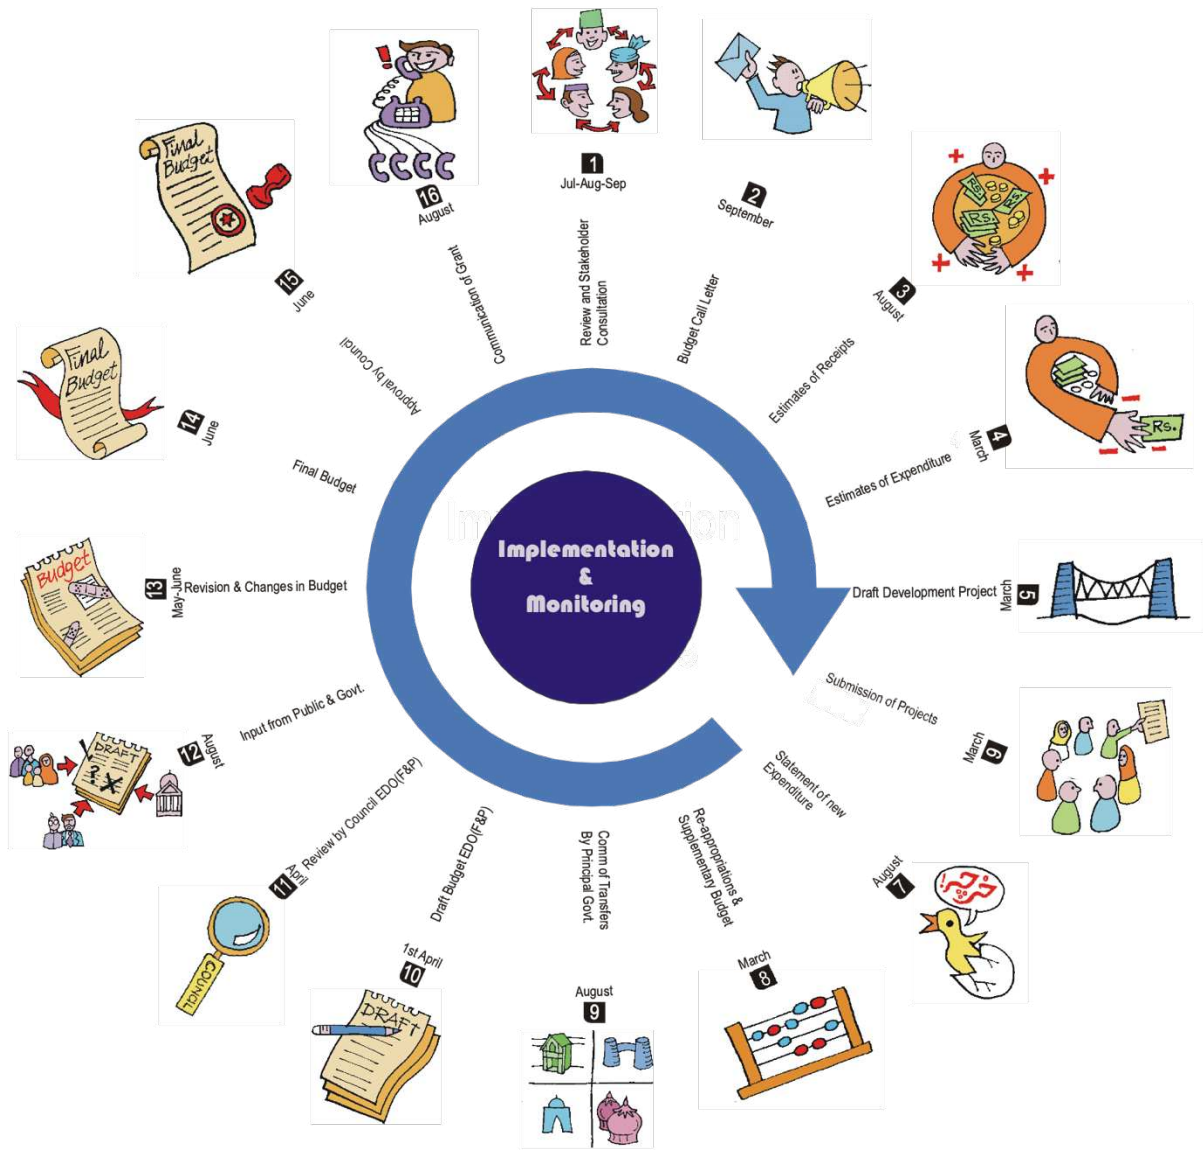 1
Jul-Aug-Sep
Review and Stakeholder
Consultation
2
September
Budget Call Letter
Rs.
Rs.
Rs.
3
August
Estimates of Receipts
Rs.
4
March
Estimates of Expenditure
5
March
Draft Development Project
6
March
Submission of Projects
7
August
Statement of new
Expenditure
8
March
Re-appropriations &
Supplementary Budget
9
August
Comm of Transfers
By Principal Govt.
DRAFT
10
1st April
Draft Budget EDO(F&P)
COUNCIL
11
April
Review by Council EDO(F&P)
DRAFT
?
12
August
Input from Public & Govt.
Budget
13
May-June
Revision & Changes in Budget
Final
Budget
14
June
Final Budget
Final
Budget
15
June
Approval by Council
!
16
August
Communication of Grant
Implementation
&
Monitoring